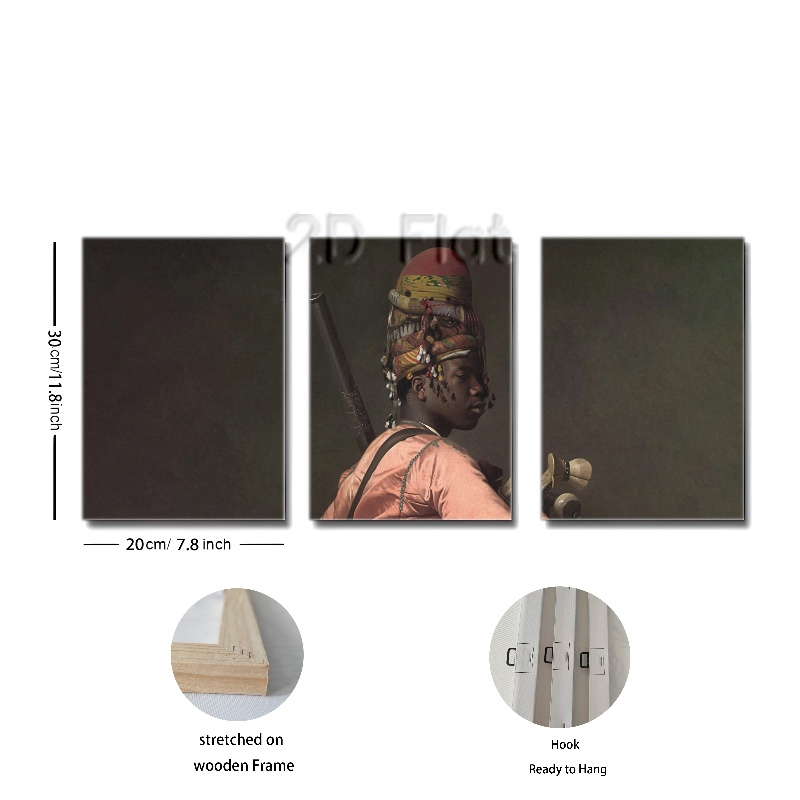 2D Flat
30cm/11.8inch
20cm/ 7.8 inch
stretched on
wooden Frame
Hook
Ready to Hang